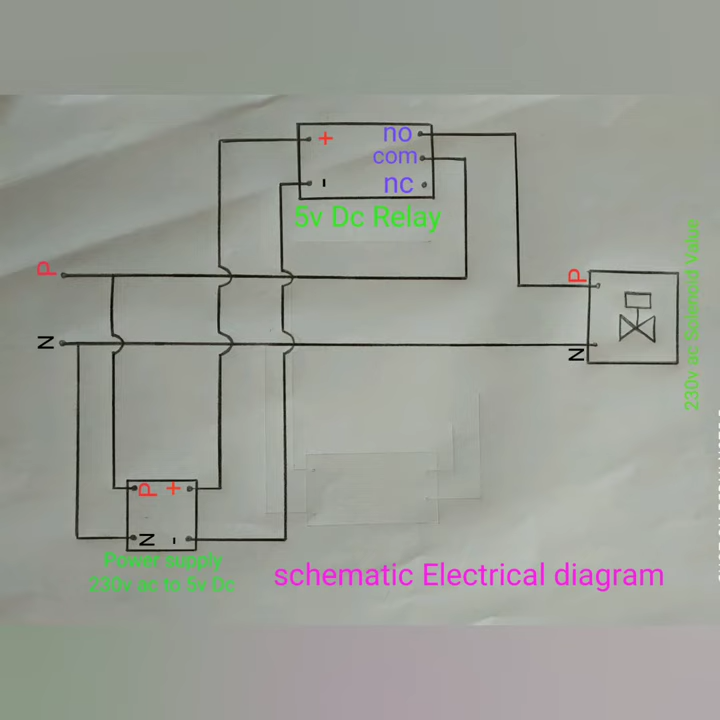 + no
com
- nc
5v Dc Relay
P
N
P
N
230v ac Solenoid Value
P +
N -
Power supply
230v ac to 5v Dc
schematic Electrical diagram